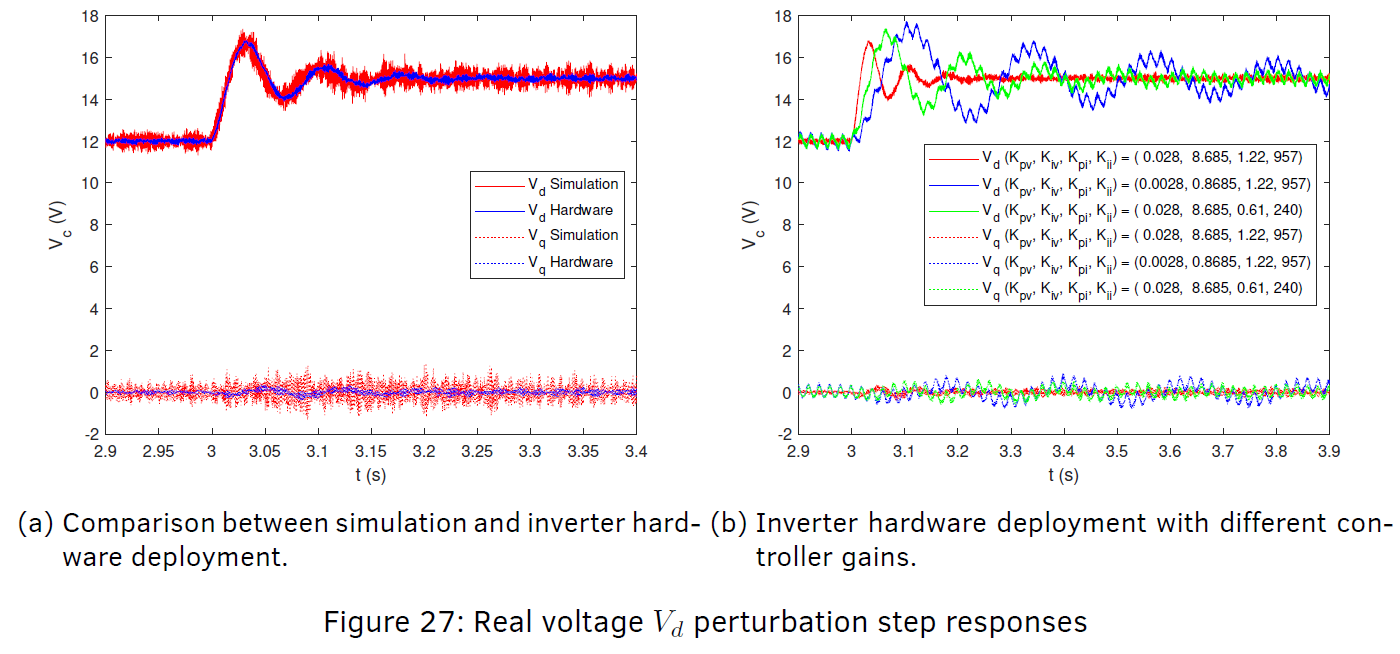 18
16
14
12
10
8
6
4
2
0
-2
V_c (V)
2.9 2.95 3 3.05 3.1 3.15 3.2 3.25 3.3 3.35 3.4
t (s)
V_d Simulation
V_d Hardware
V_q Simulation
V_q Hardware
(a) Comparison between simulation and inverter hard-
ware deployment.
18
16
14
12
10
8
6
4
2
0
-2
V_c (V)
2.9 3 3.1 3.2 3.3 3.4 3.5 3.6 3.7 3.8 3.9
t (s)
V_d (K_pv, K_iv, K_pi, K_ii) = ( 0.028, 8.685, 1.22, 957)
V_d (K_pv, K_iv, K_pi, K_ii) = (0.0028, 0.8685, 1.22, 957)
V_d (K_pv, K_iv, K_pi, K_ii) = ( 0.028, 8.685, 0.61, 240)
V_q (K_pv, K_iv, K_pi, K_ii) = ( 0.028, 8.685, 1.22, 957)
V_q (K_pv, K_iv, K_pi, K_ii) = (0.0028, 0.8685, 1.22, 957)
V_q (K_pv, K_iv, K_pi, K_ii) = ( 0.028, 8.685, 0.61, 240)
(b) Inverter hardware deployment with different con-
troller gains.
Figure 27: Real voltage V_d perturbation step responses